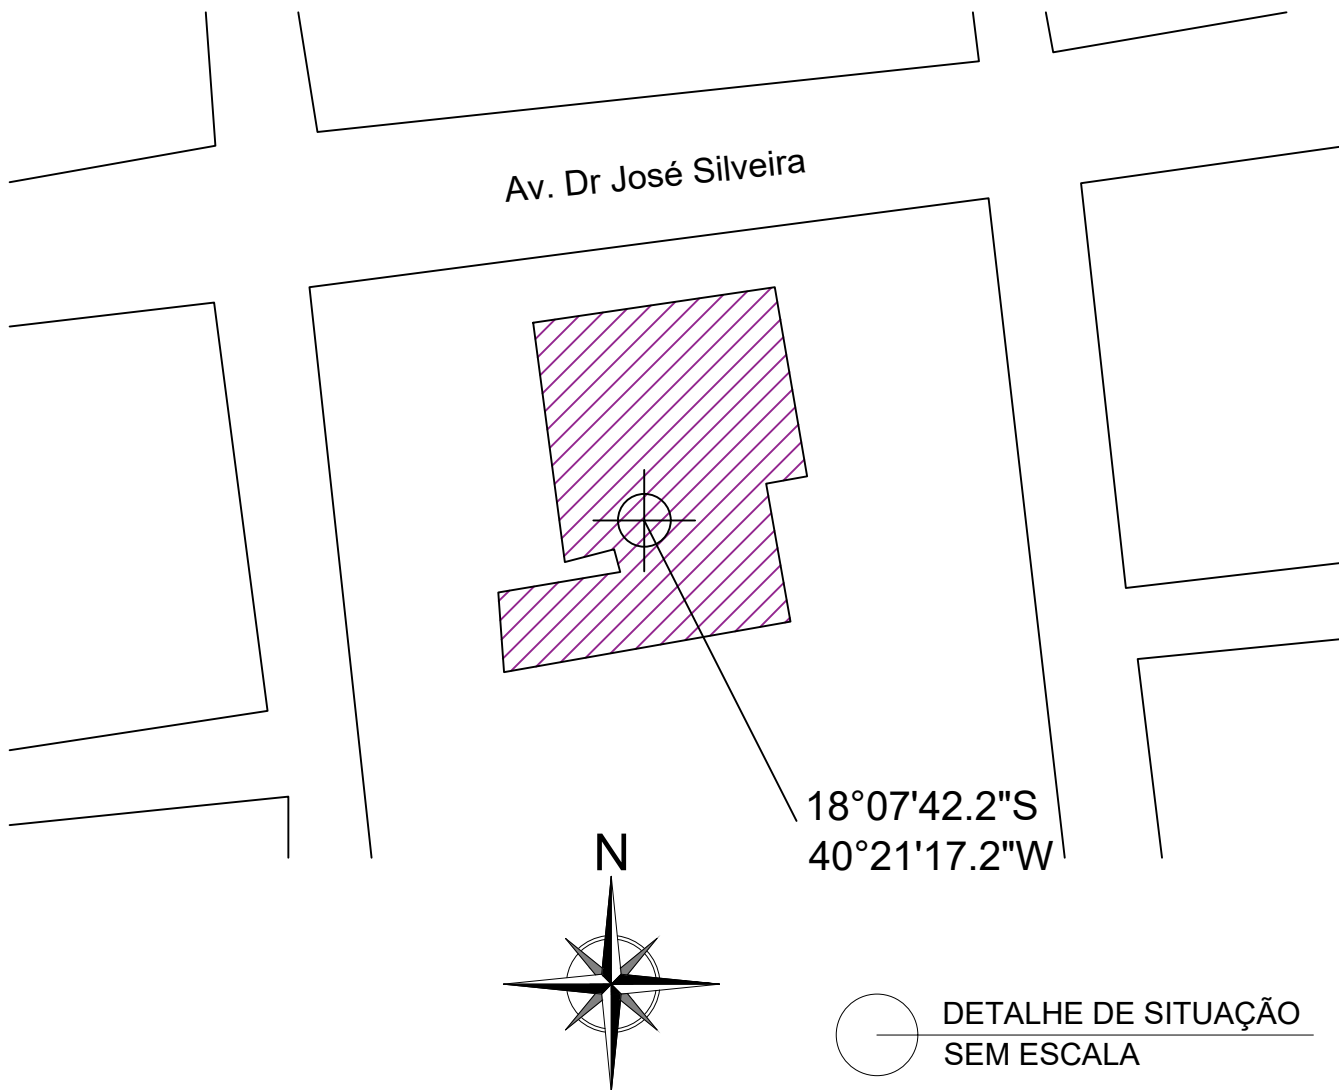 Av. Dr José Silveira
18°07'42.2"S
40°21'17.2"W
N
DETALHE DE SITUAÇÃO
SEM ESCALA